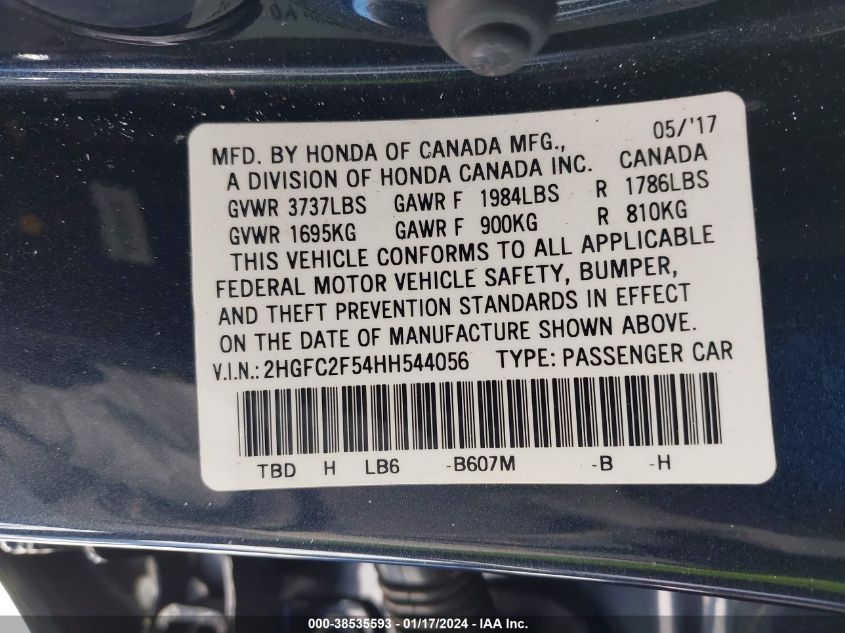 05/'17
MFD. BY HONDA OF CANADA MFG.,
A DIVISION OF HONDA CANADA INC. CANADA
GVWR 3737LBS GAWR F 1984LBS R 1786LBS
GVWR 1695KG GAWR F 900KG R 810KG
THIS VEHICLE CONFORMS TO ALL APPLICABLE
FEDERAL MOTOR VEHICLE SAFETY, BUMPER,
AND THEFT PREVENTION STANDARDS IN EFFECT
ON THE DATE OF MANUFACTURE SHOWN ABOVE.
V.I.N.: 2HGFC2F54HH544056 TYPE: PASSENGER CAR
TBD H LB6 -B607M -B -H
000-38535593 - 01/17/2024 - IAA Inc.